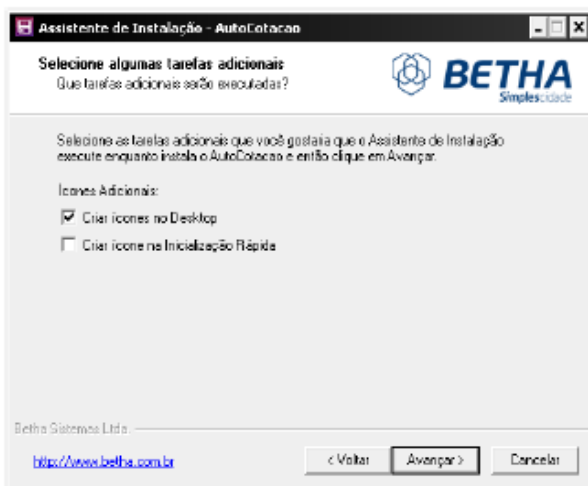 Assistente de Instalação - AutoCotacao
Selecione algumas tarefas adicionais
Que tarefas adicionais serão executadas?
BETHA
Simplescidade
Selecione as tarefas adicionais que você gostaria que o Assistente de Instalação
execute enquanto instala o AutoCotacao e então clique em Avançar.
Ícones Adicionais:
Criar ícones no Desktop
Criar ícone na Inicialização Rápida
Betha Sistemas Ltda.
http://www.betha.com.br
< Voltar
Avançar >
Cancelar